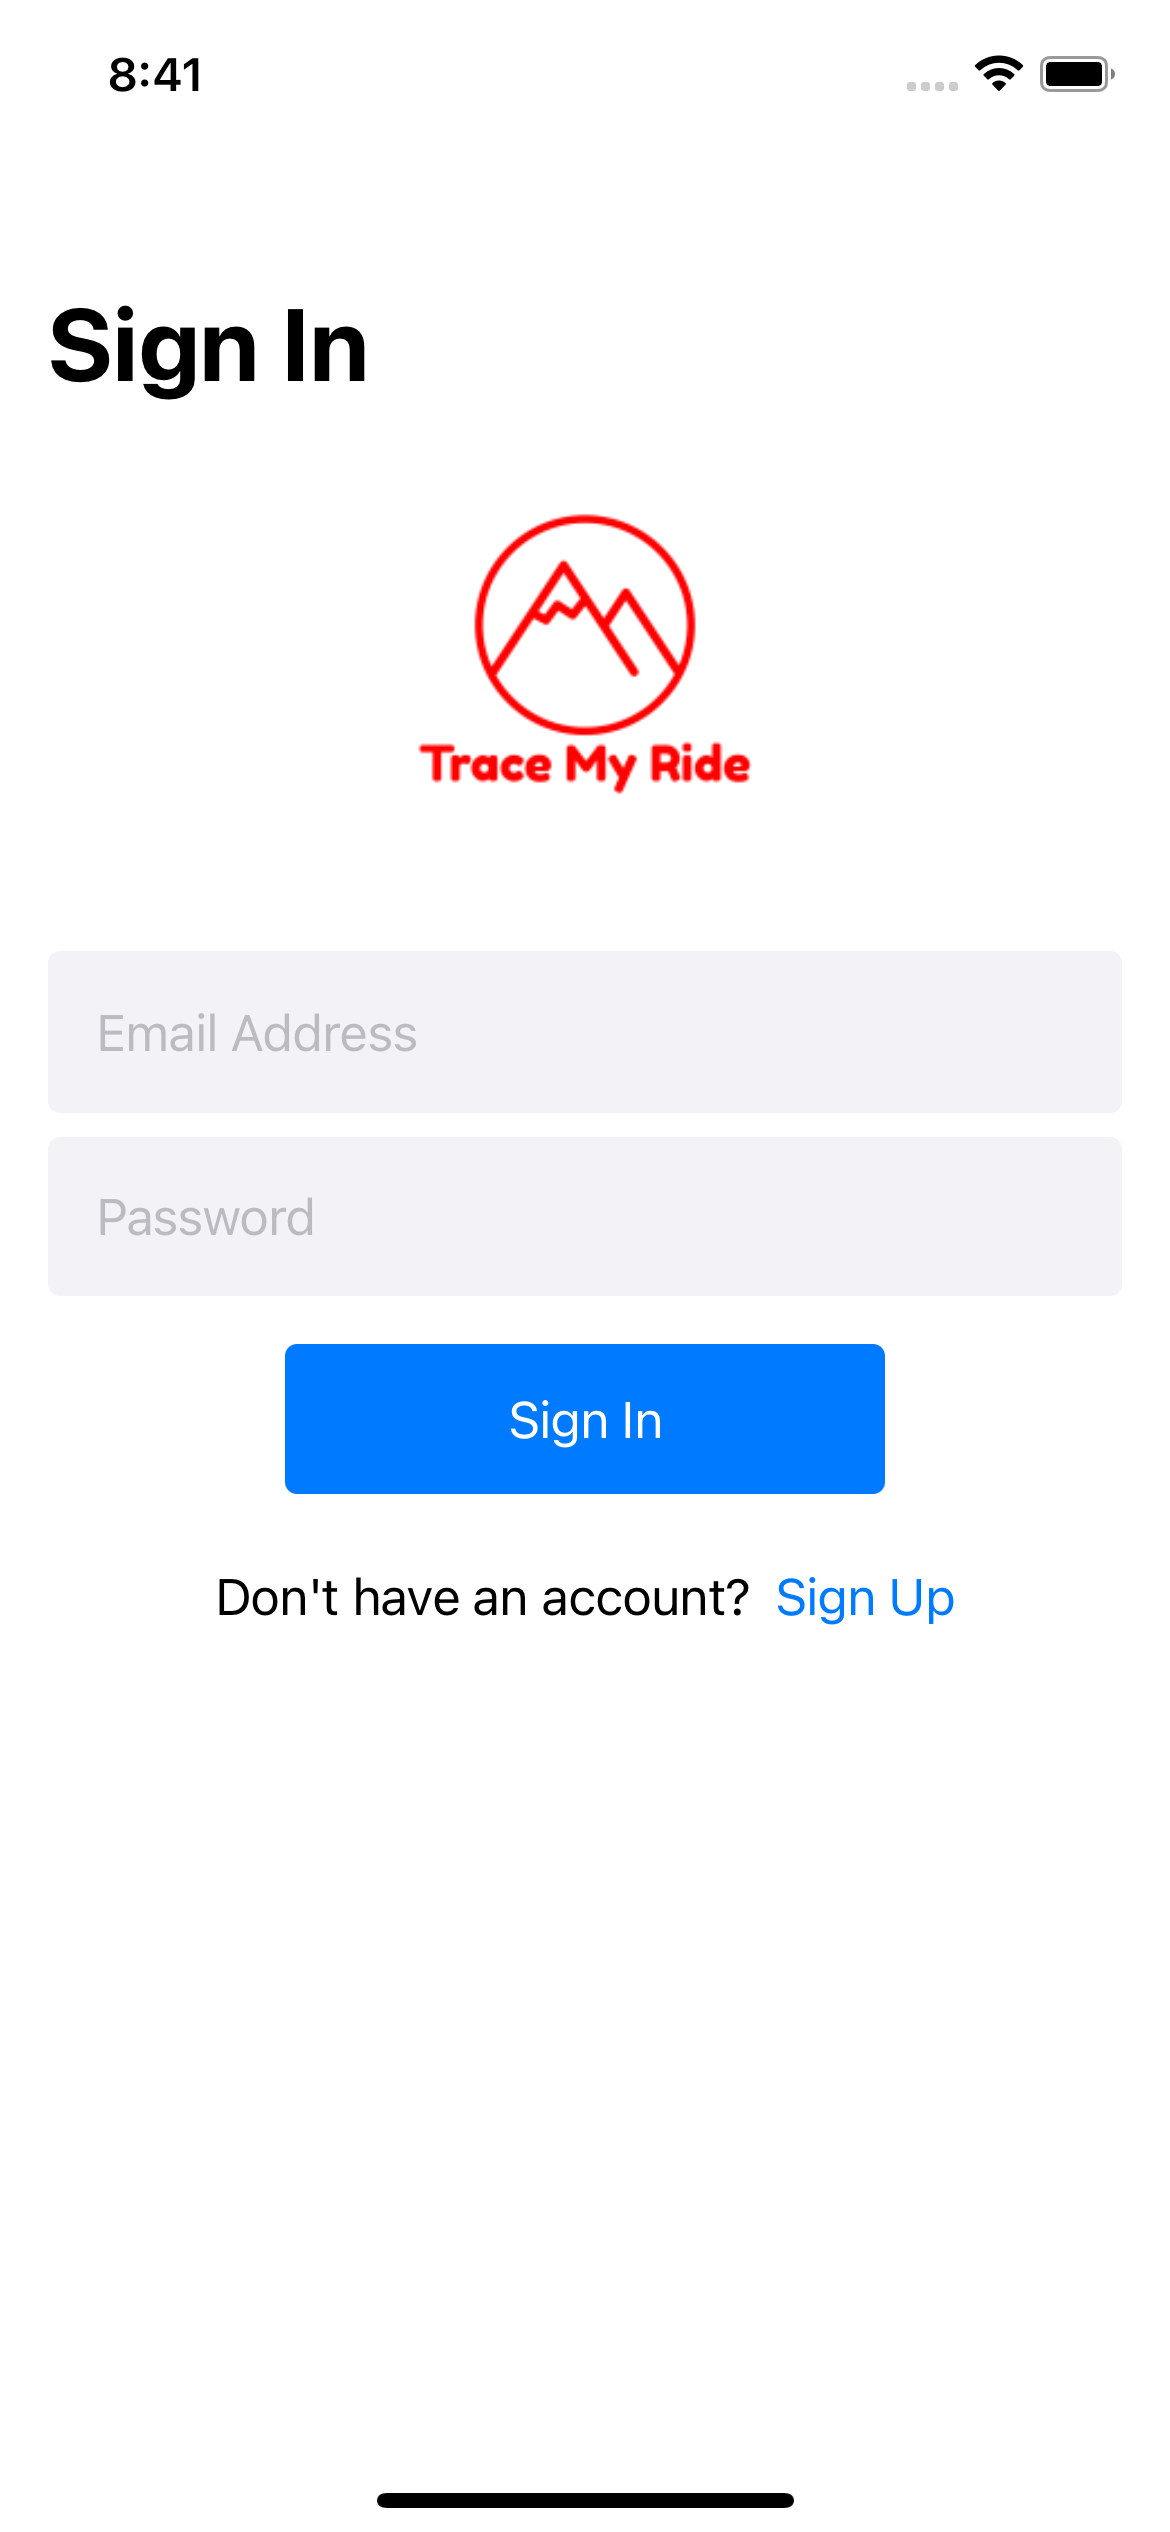 8:41
Sign In
Trace My Ride
Email Address
Password
Sign In
Don't have an account? Sign Up